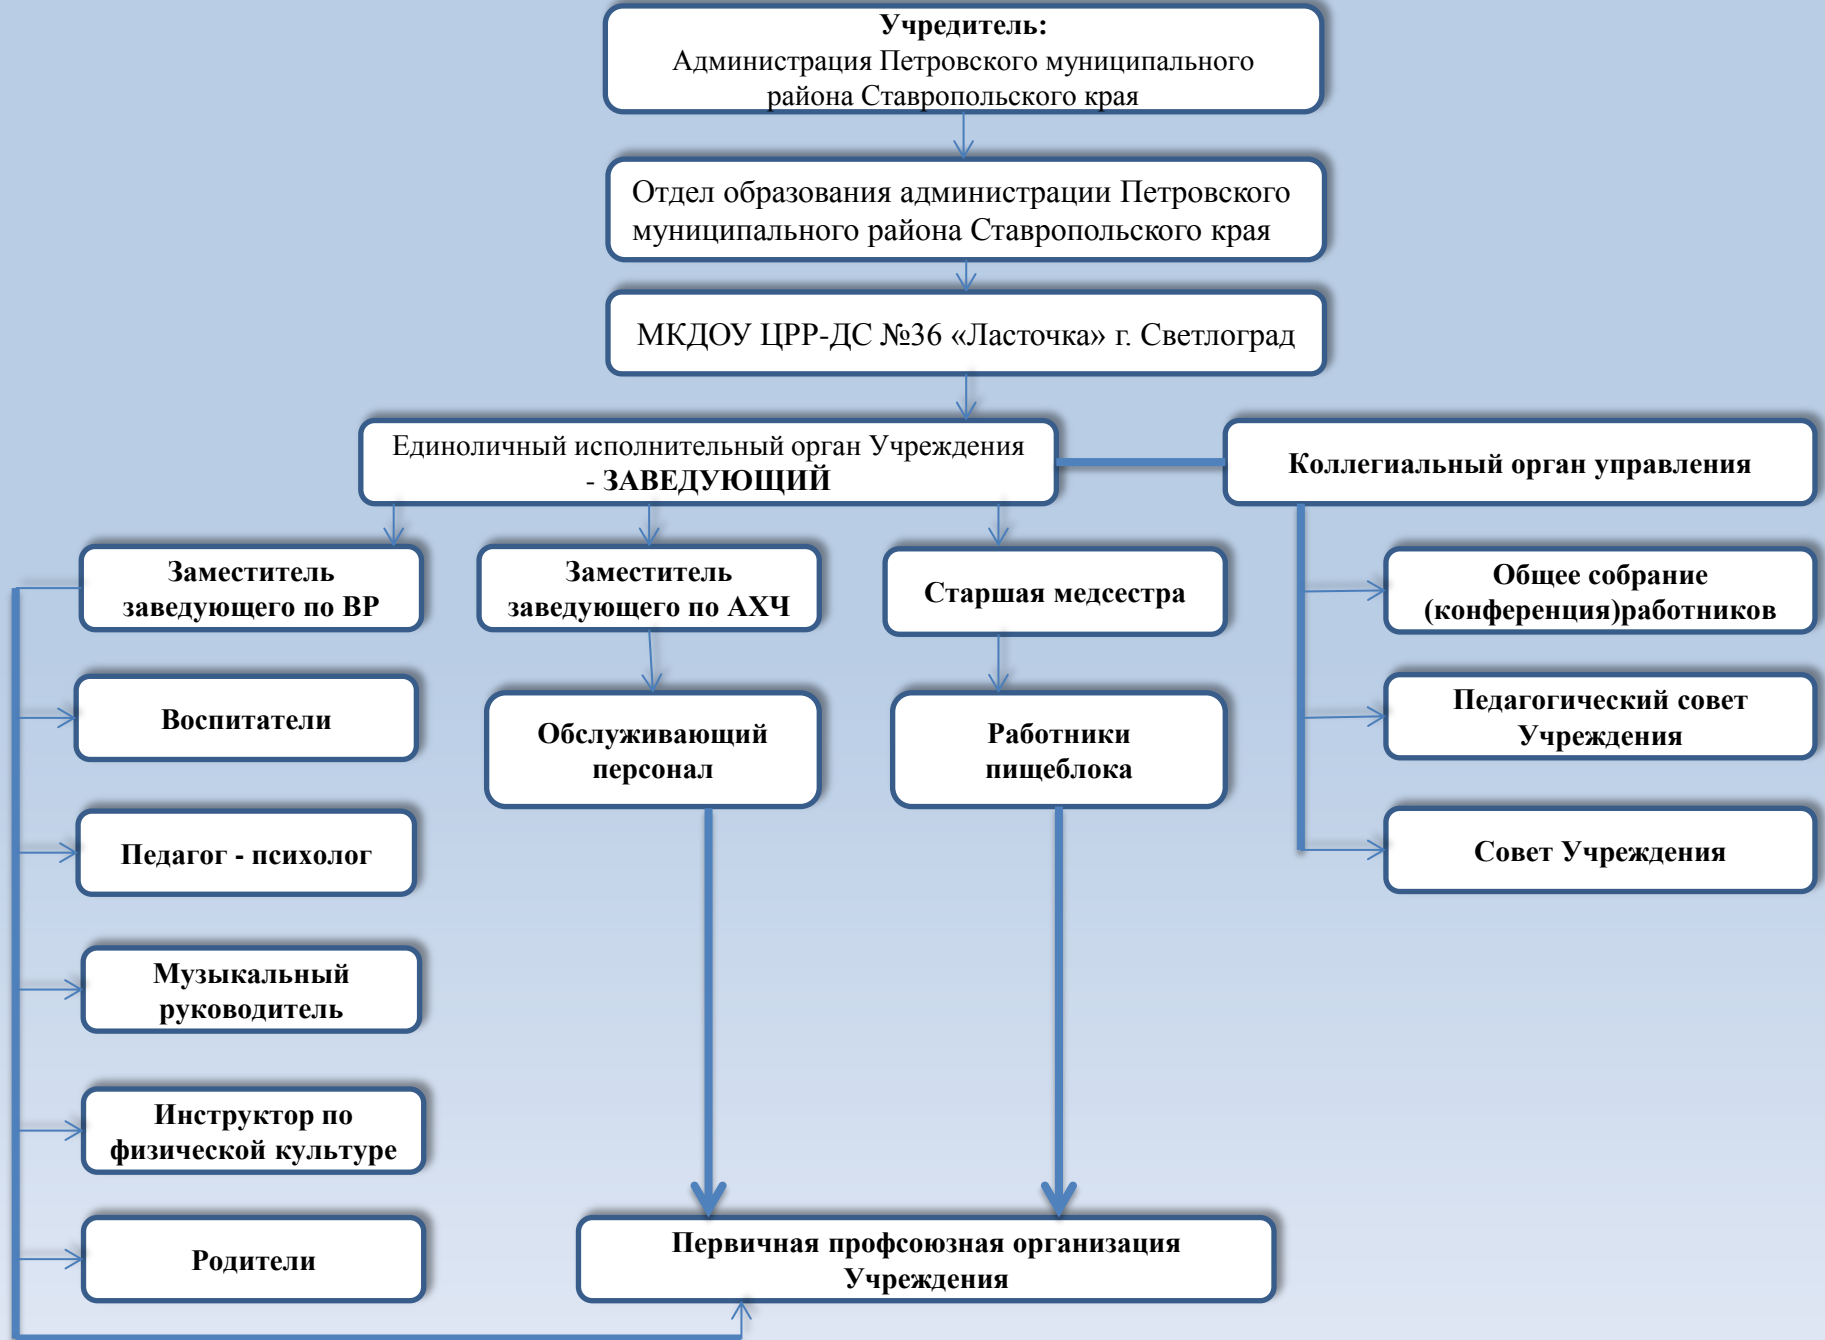 Учредитель:
Администрация Петровского муниципального
района Ставропольского края
Отдел образования администрации Петровского
муниципального района Ставропольского края
МКДОУ ЦРР-ДС №36 «Ласточка» г. Светлоград
Единоличный исполнительный орган Учреждения
- ЗАВЕДУЮЩИЙ
Коллегиальный орган управления
Заместитель
заведующего по ВР
Заместитель
заведующего по АХЧ
Старшая медсестра
Общее собрание
(конференция)работников
Воспитатели
Обслуживающий
персонал
Работники
пищеблока
Педагогический совет
Учреждения
Педагог - психолог
Совет Учреждения
Музыкальный
руководитель
Инструктор по
физической культуре
Родители
Первичная профсоюзная организация
Учреждения